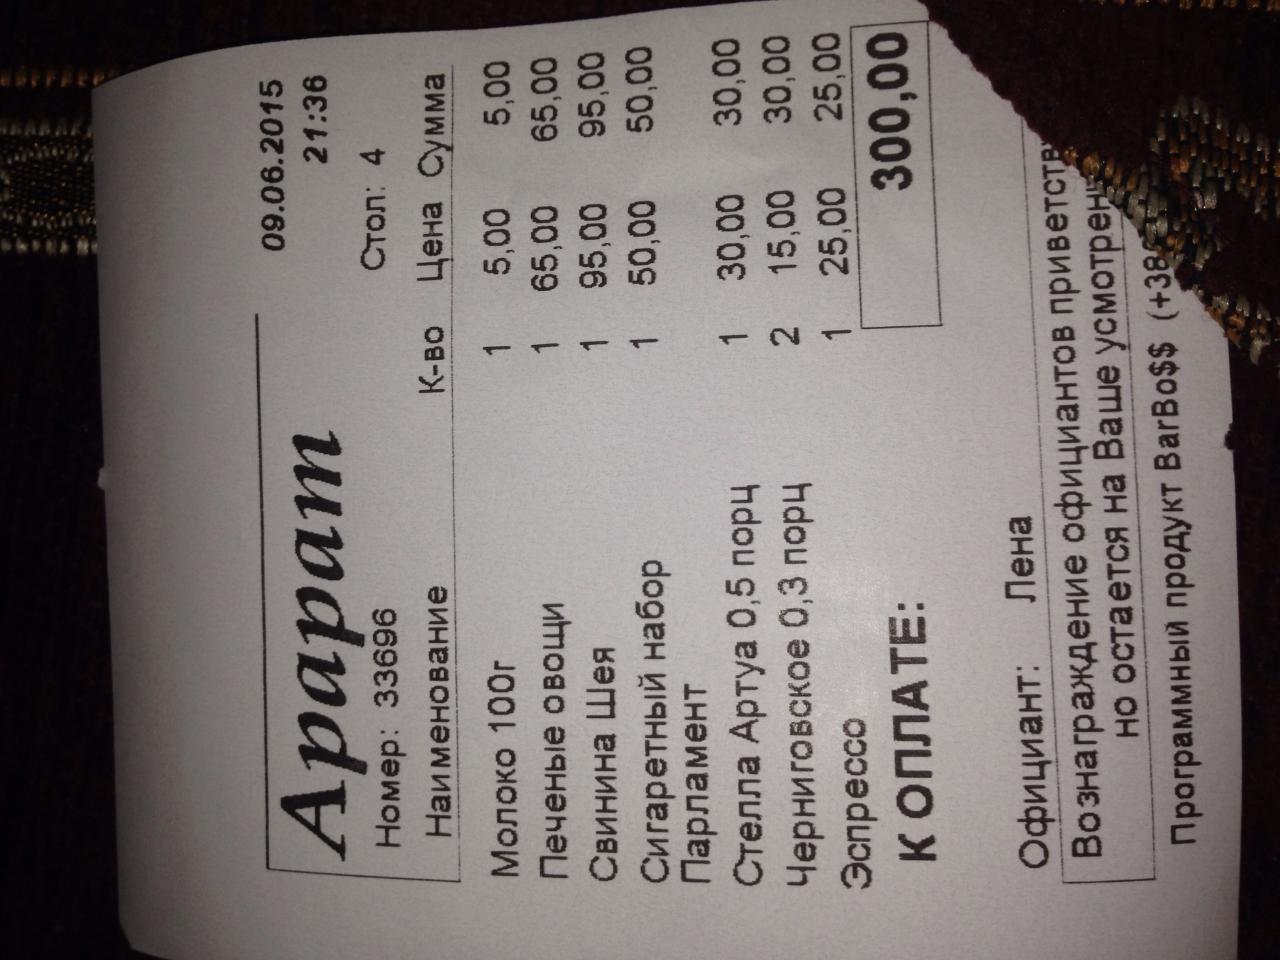 09.06.2015
Арарат
21:36
Номер: 33696 Стол: 4
Наименование К-во Цена Сумма
Молоко 100г 1 5,00 5,00
Печеные овощи 1 65,00 65,00
Свинина Шея 1 95,00 95,00
Сигаретный набор 1 50,00 50,00
Парламент
Стелла Артуа 0,5 порц 1 30,00 30,00
Черниговское 0,3 порц 2 15,00 30,00
Эспрессо 1 25,00 25,00
К ОПЛАТЕ: 300,00
Официант: Лена
Вознаграждение официантов
но остается на Ваше
Программный продукт BarBo$$